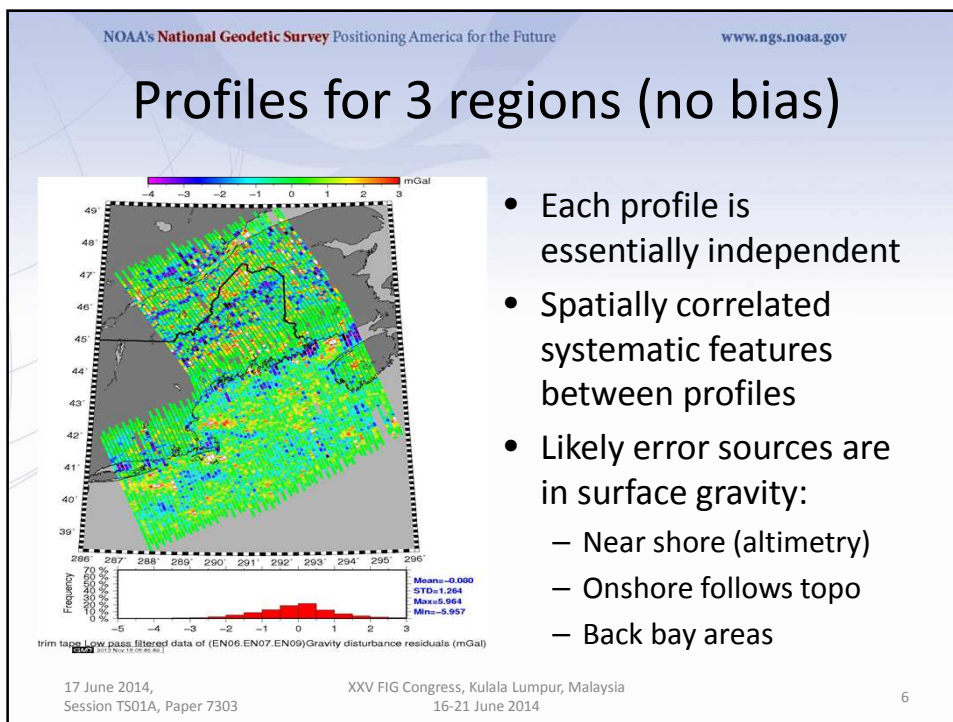 NOAA's National Geodetic Survey Positioning America for the Future www.ngs.noaa.gov
Profiles for 3 regions (no bias)
mGal
-4 -3 -2 -1 0 1 2 3
49°
48°
47°
46°
45°
44°
43°
42°
41°
40°
39°
286° 287° 288° 289° 290° 291° 292° 293° 294° 295° 296°
Frequency
70 %
60 %
50 %
40 %
30 %
20 %
10 %
0 %
-5 -4 -3 -2 -1 0 1 2 3
Mean=-0.080
STD=1.264
Max=5.964
Min=-5.957
trim tape Low pass filtered data of (EN06.EN07.EN09)Gravity disturbance residuals (mGal)
GMT 2013 Nov 18
• Each profile is
essentially independent
• Spatially correlated
systematic features
between profiles
• Likely error sources are
in surface gravity:
– Near shore (altimetry)
– Onshore follows topo
– Back bay areas
17 June 2014,
Session TS01A, Paper 7303
XXV FIG Congress, Kulala Lumpur, Malaysia
16-21 June 2014
6